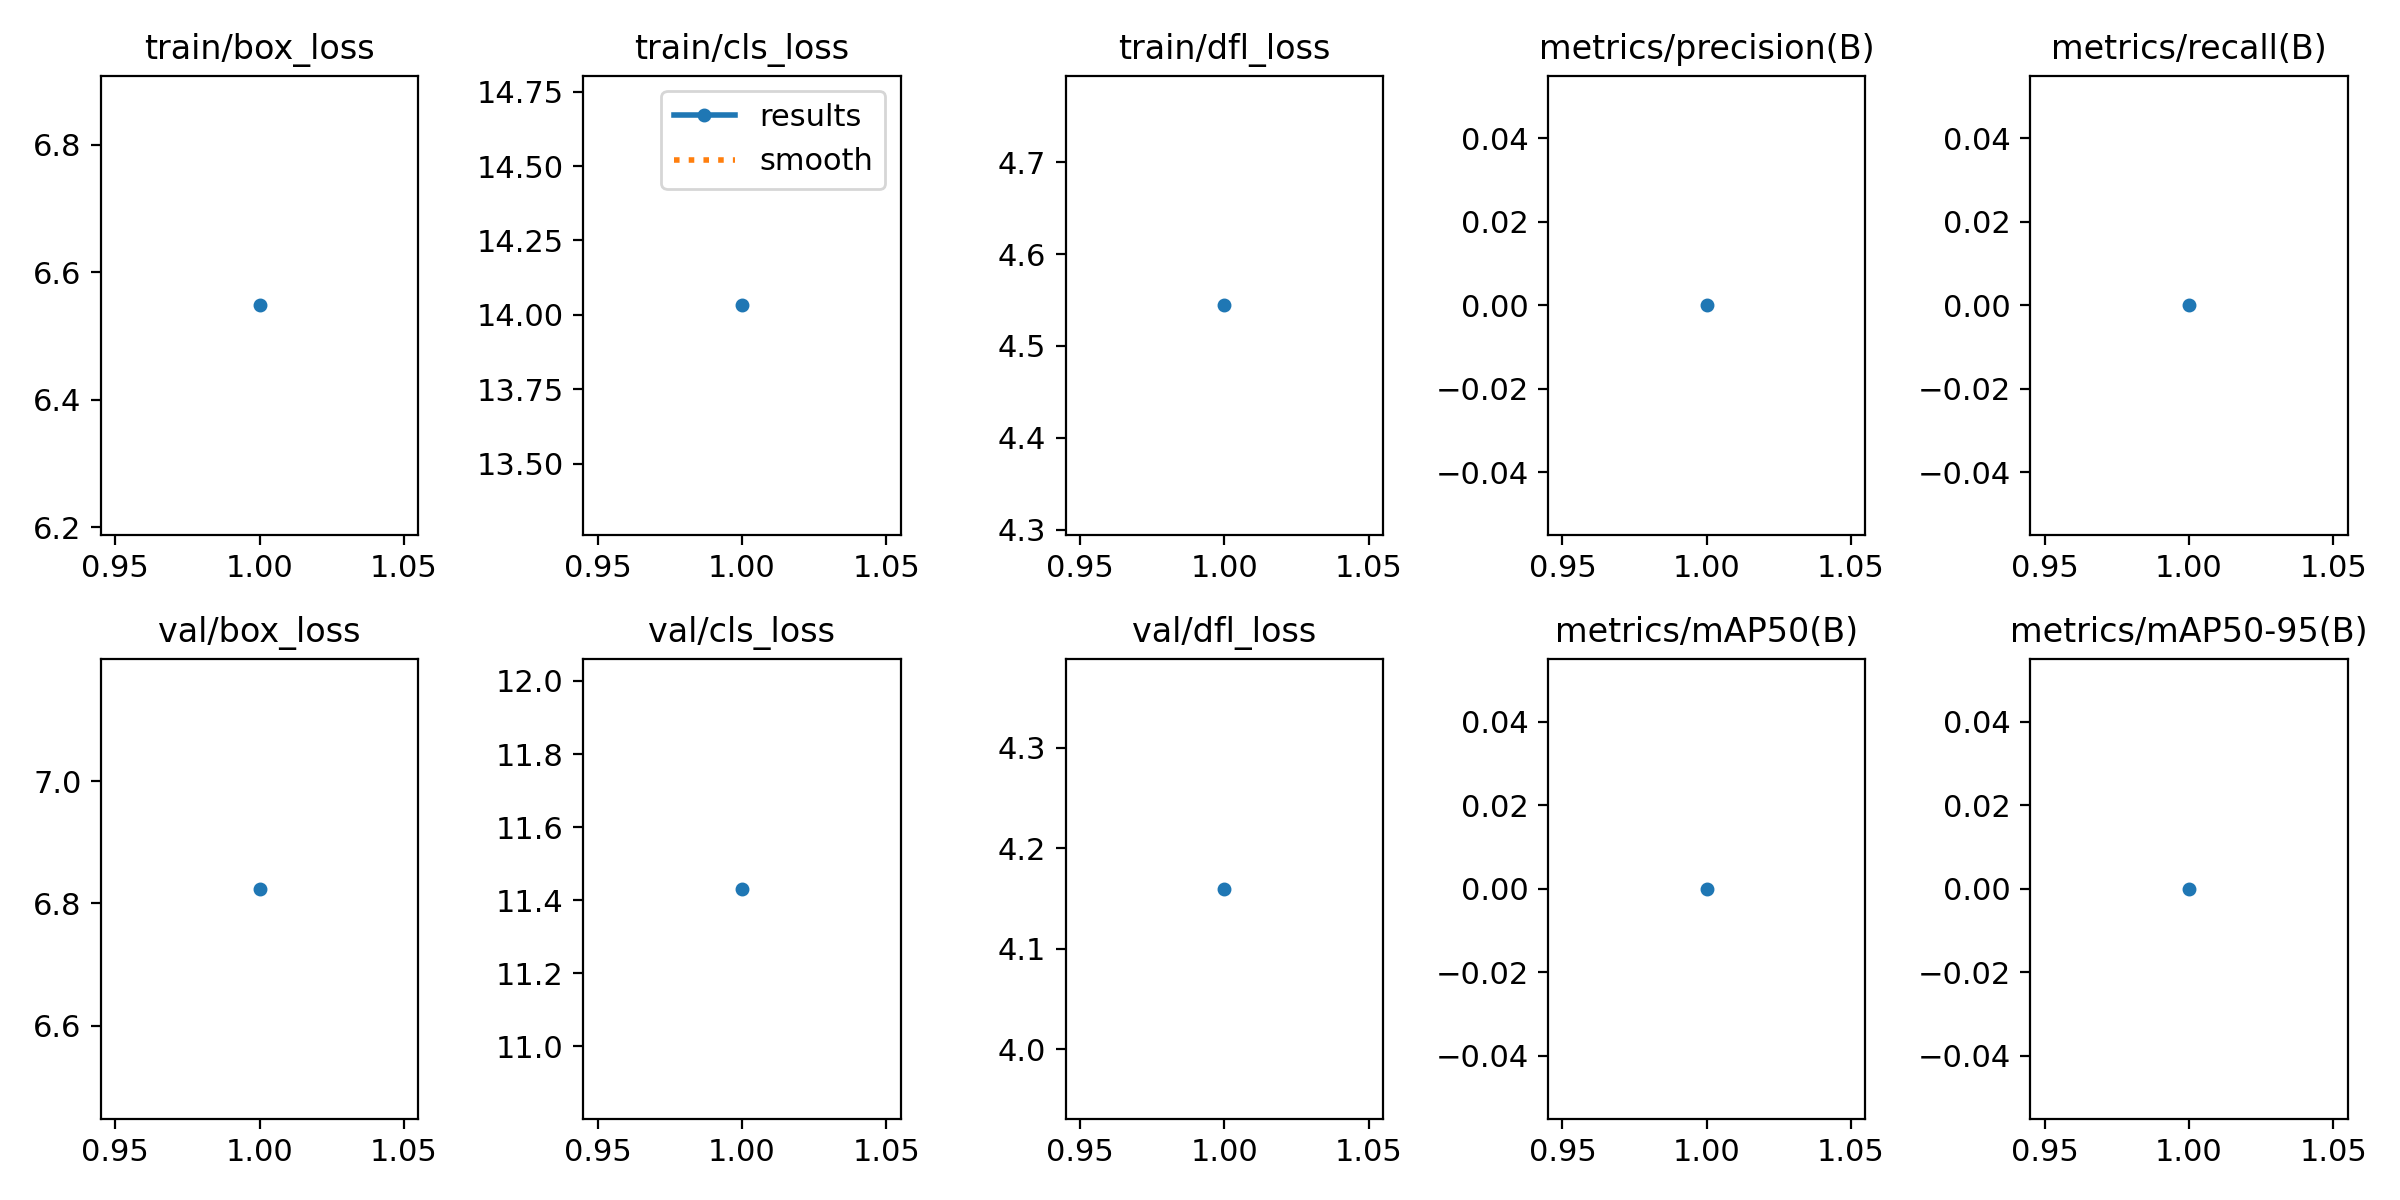 train/box_loss
6.8
6.6
6.4
6.2
0.95 1.00 1.05
train/cls_loss
results
smooth
14.75
14.50
14.25
14.00
13.75
13.50
0.95 1.00 1.05
train/dfl_loss
4.7
4.6
4.5
4.4
4.3
0.95 1.00 1.05
metrics/precision(B)
0.04
0.02
0.00
−0.02
−0.04
0.95 1.00 1.05
metrics/recall(B)
0.04
0.02
0.00
−0.02
−0.04
0.95 1.00 1.05
val/box_loss
7.0
6.8
6.6
0.95 1.00 1.05
val/cls_loss
12.0
11.8
11.6
11.4
11.2
11.0
0.95 1.00 1.05
val/dfl_loss
4.3
4.2
4.1
4.0
0.95 1.00 1.05
metrics/mAP50(B)
0.04
0.02
0.00
−0.02
−0.04
0.95 1.00 1.05
metrics/mAP50-95(B)
0.04
0.02
0.00
−0.02
−0.04
0.95 1.00 1.05